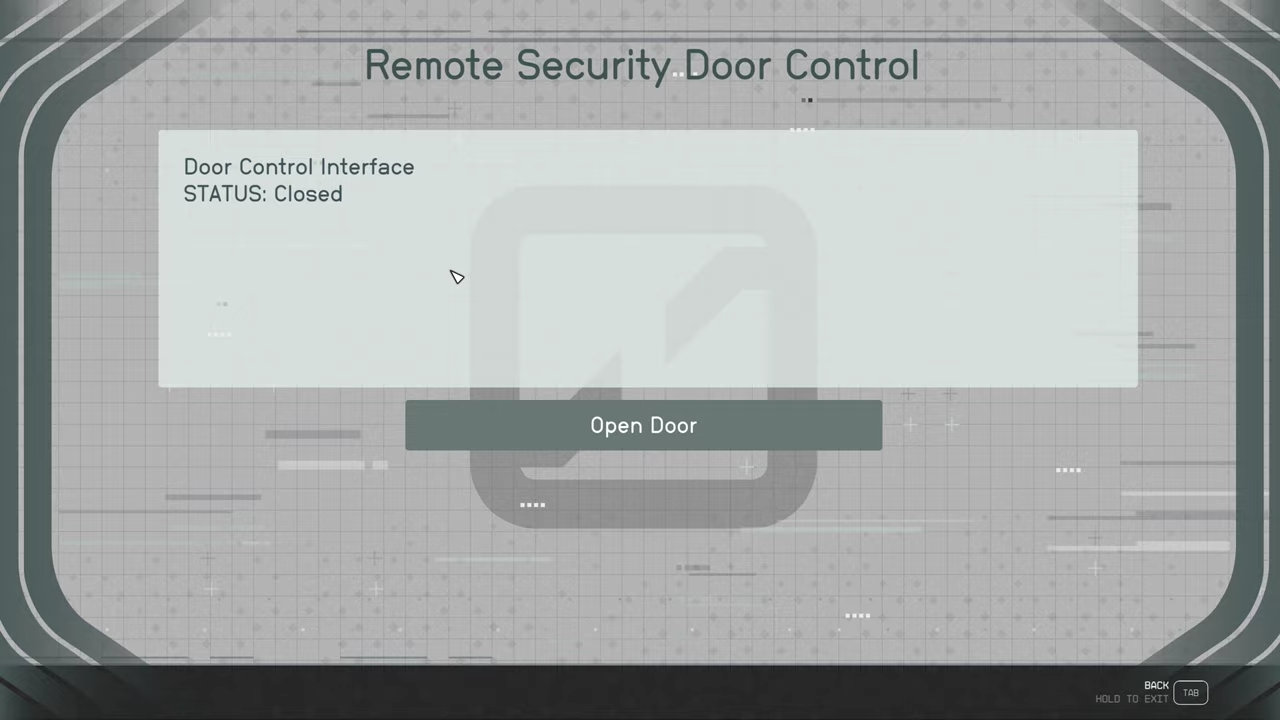 Remote Security Door Control
Door Control Interface
STATUS: Closed
Open Door
BACK
HOLD TO EXIT
TAB